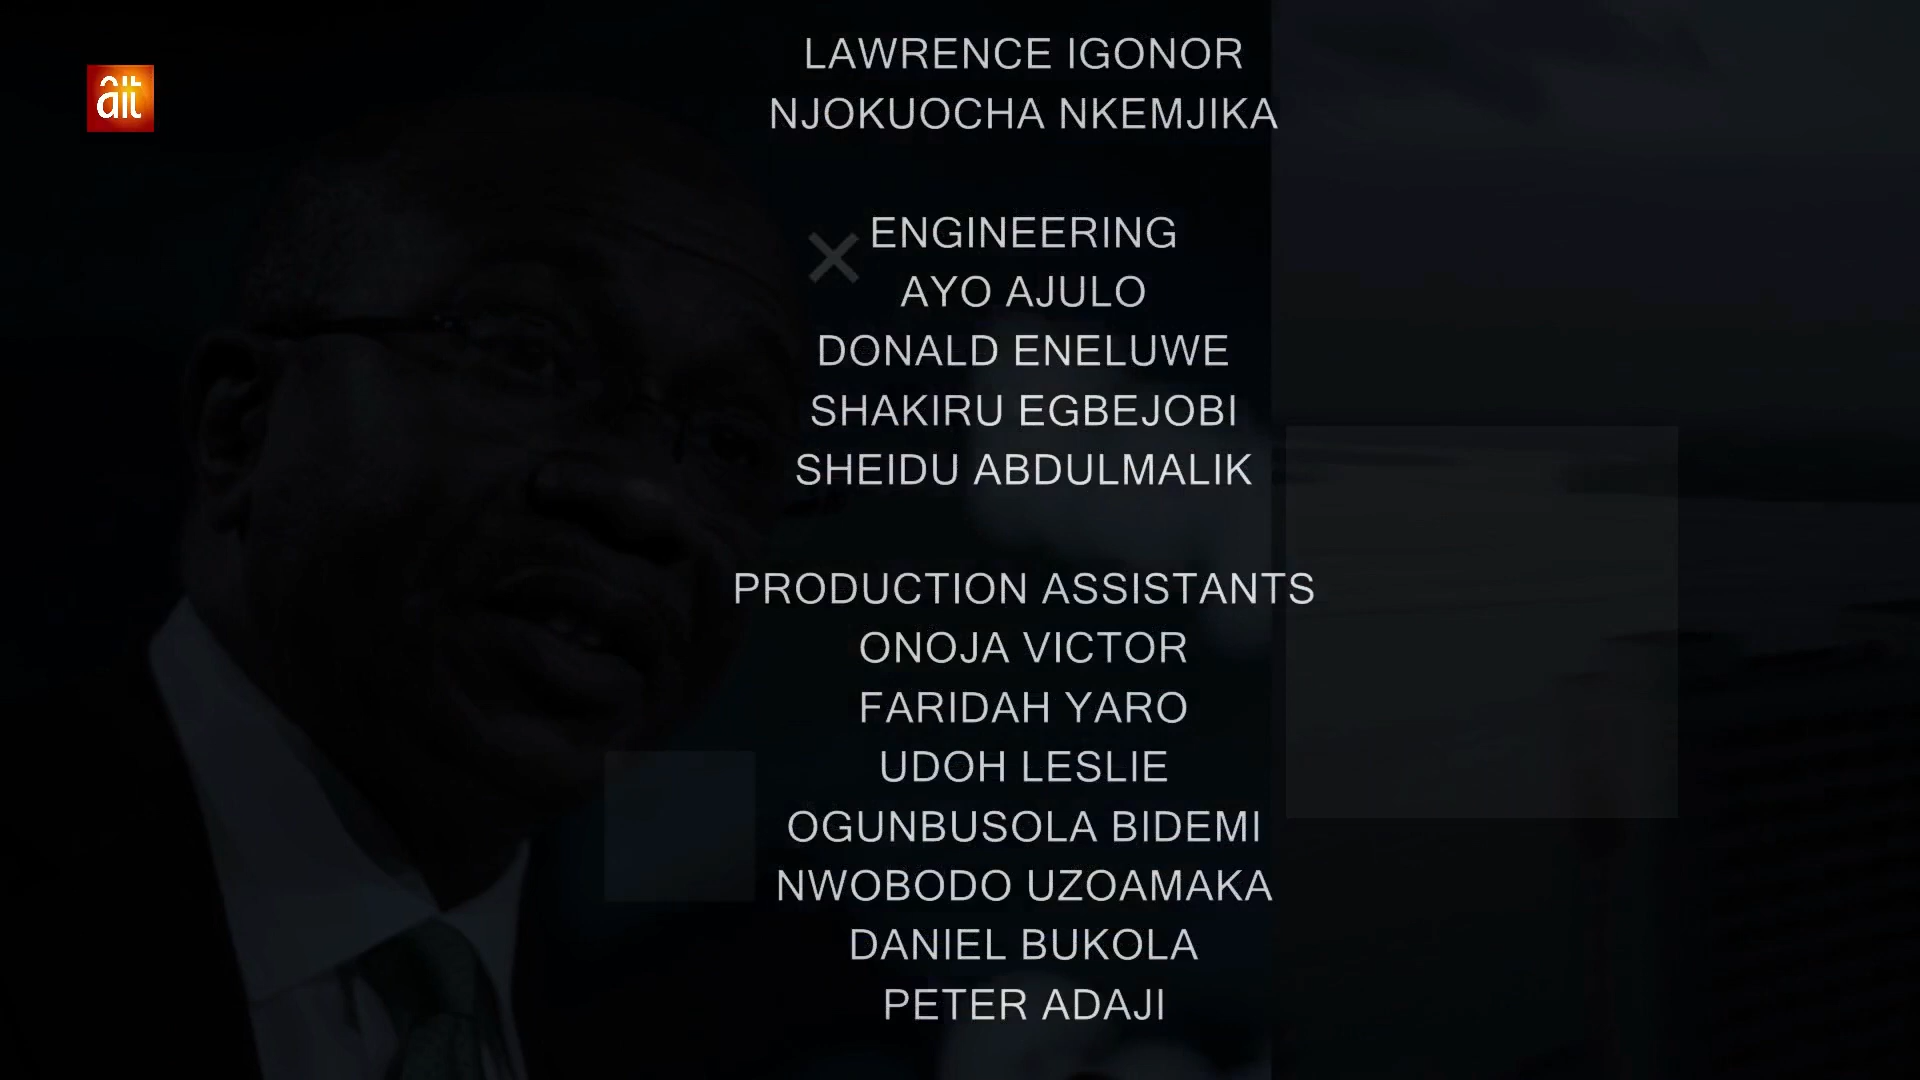 ait
LAWRENCE IGONOR
NJOKUOCHA NKEMJIKA
ENGINEERING
AYO AJULO
DONALD ENELUWE
SHAKIRU EGBEJOBI
SHEIDU ABDULMALIK
PRODUCTION ASSISTANTS
ONOJA VICTOR
FARIDAH YARO
UDOH LESLIE
OGUNBUSOLA BIDEMI
NWOBODO UZOAMAKA
DANIEL BUKOLA
PETER ADAJI